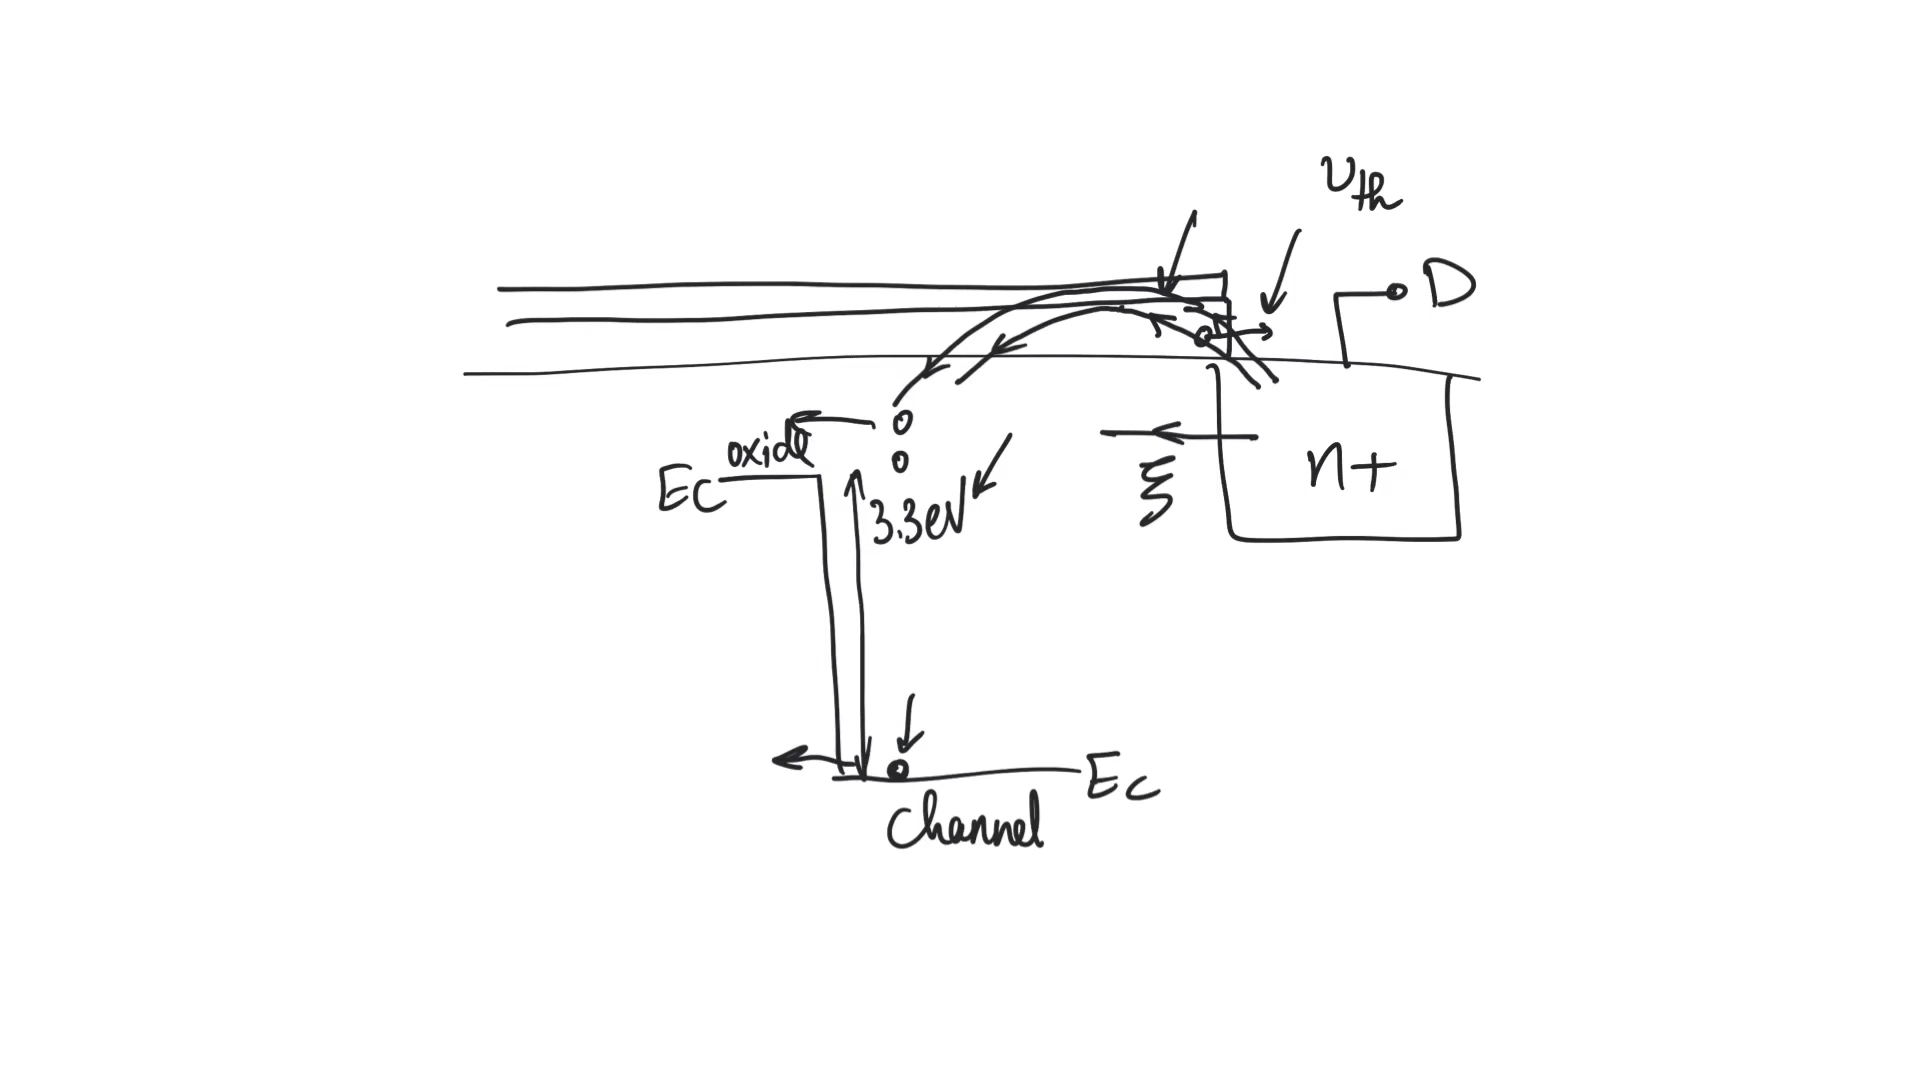 υth
D
oxide
Ec
3.3eV
ξ
n+
Ec
Channel